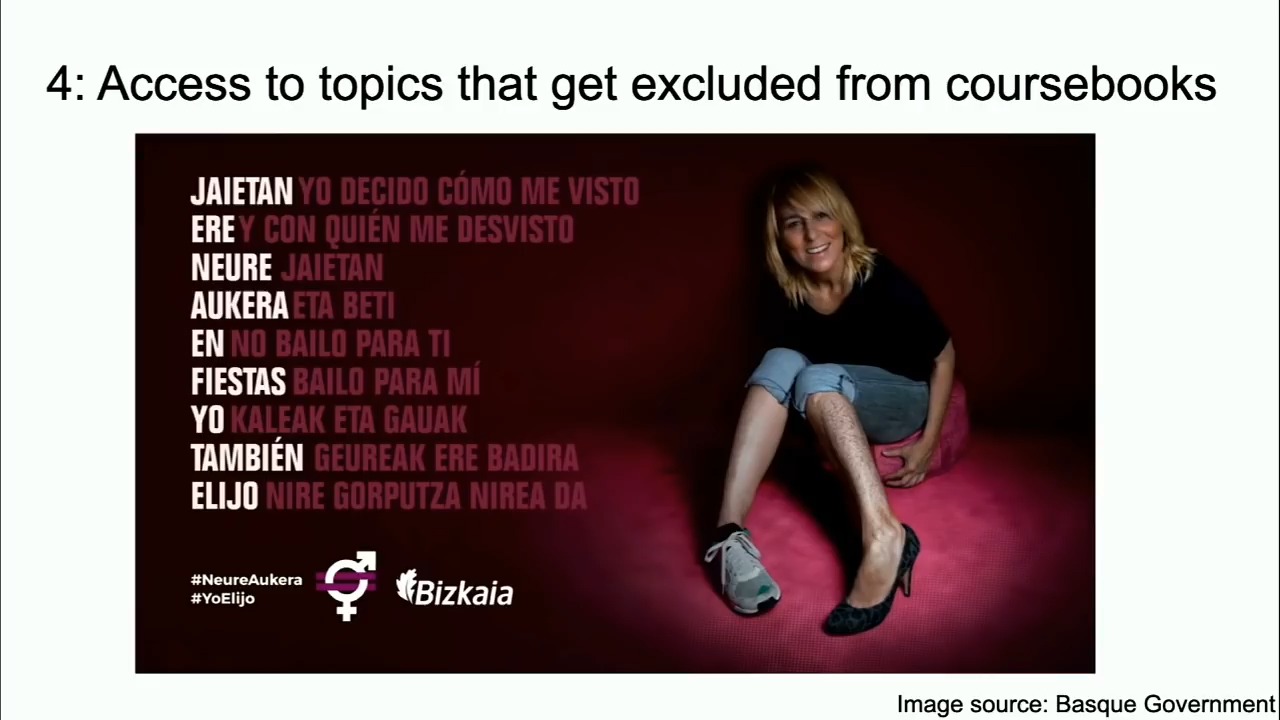 4: Access to topics that get excluded from coursebooks
JAIETAN YO DECIDO CÓMO ME VISTO
ERE Y CON QUIÉN ME DESVISTO
NEURE JAIETAN
AUKERA ETA BETI
EN NO BAILO PARA TI
FIESTAS BAILO PARA MÍ
YO KALEAK ETA GAUAK
TAMBIÉN GEUREAK ERE BADIRA
ELIJO NIRE GORPUTZA NIREA DA
#NeureAukera
#YoElijo
Bizkaia
Image source: Basque Government